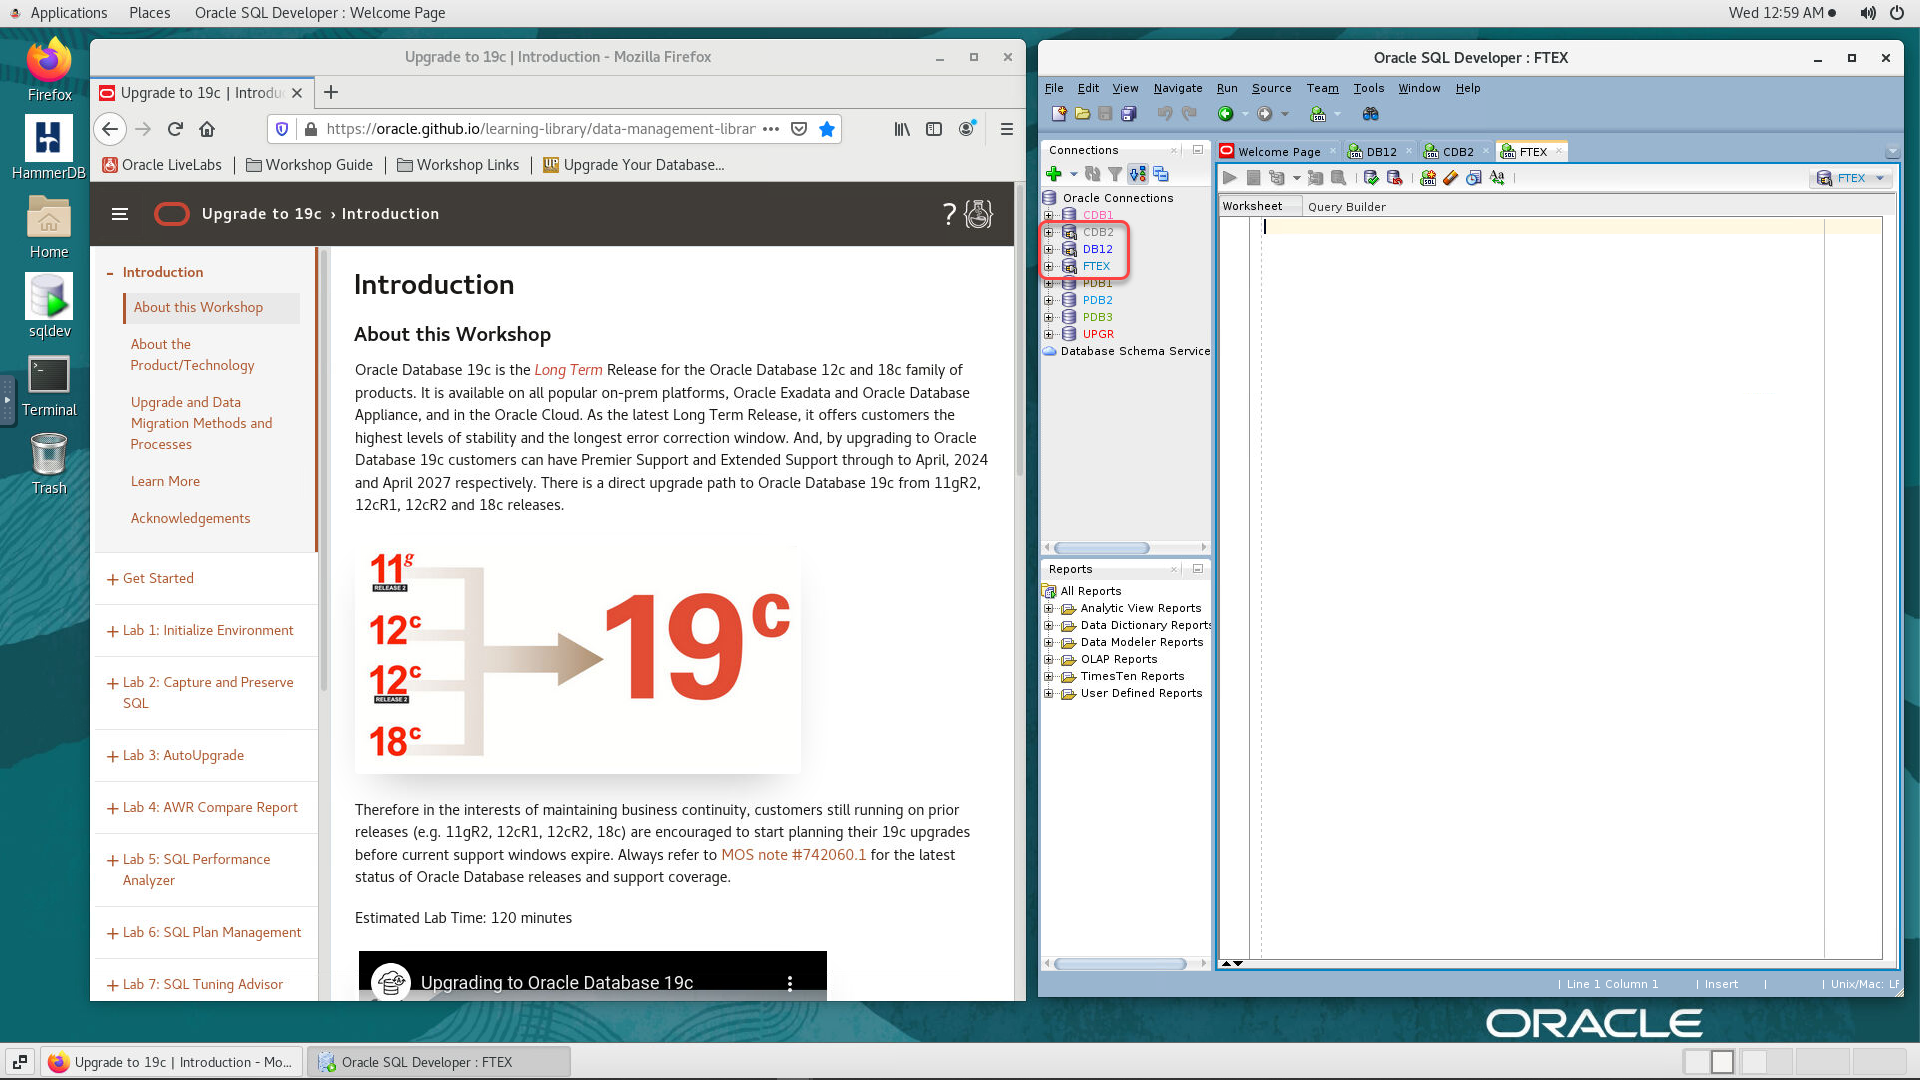 Applications Places Oracle SQL Developer : Welcome Page Wed 12:59 AM
Firefox
HammerDB
Home
sqldev
Terminal
Trash
Upgrade to 19c | Introduction - Mozilla Firefox
Upgrade to 19c | Introdu
https://oracle.github.io/learning-library/data-management-librar
Oracle LiveLabs Workshop Guide Workshop Links UP Upgrade Your Database...
Upgrade to 19c › Introduction ?
- Introduction
About this Workshop
About the
Product/Technology
Upgrade and Data
Migration Methods and
Processes
Learn More
Acknowledgements
+ Get Started
+ Lab 1: Initialize Environment
+ Lab 2: Capture and Preserve
SQL
+ Lab 3: AutoUpgrade
+ Lab 4: AWR Compare Report
+ Lab 5: SQL Performance
Analyzer
+ Lab 6: SQL Plan Management
+ Lab 7: SQL Tuning Advisor
Introduction
About this Workshop
Oracle Database 19c is the Long Term Release for the Oracle Database 12c and 18c family of
products. It is available on all popular on-prem platforms, Oracle Exadata and Oracle Database
Appliance, and in the Oracle Cloud. As the latest Long Term Release, it offers customers the
highest levels of stability and the longest error correction window. And, by upgrading to Oracle
Database 19c customers can have Premier Support and Extended Support through to April, 2024
and April 2027 respectively. There is a direct upgrade path to Oracle Database 19c from 11gR2,
12cR1, 12cR2 and 18c releases.
11g
RELEASE 2
12c
12c
RELEASE 2
18c
19c
Therefore in the interests of maintaining business continuity, customers still running on prior
releases (e.g. 11gR2, 12cR1, 12cR2, 18c) are encouraged to start planning their 19c upgrades
before current support windows expire. Always refer to MOS note #742060.1 for the latest
status of Oracle Database releases and support coverage.
Estimated Lab Time: 120 minutes
Upgrading to Oracle Database 19c
Oracle SQL Developer : FTEX
File Edit View Navigate Run Source Team Tools Window Help
Connections
Oracle Connections
CDB1
CDB2
DB12
FTEX
PDB1
PDB2
PDB3
UPGR
Database Schema Service
Reports
All Reports
Analytic View Reports
Data Dictionary Reports
Data Modeler Reports
OLAP Reports
TimesTen Reports
User Defined Reports
Welcome Page DB12 CDB2 FTEX
FTEX
Worksheet Query Builder
Line 1 Column 1 | Insert | | Unix/Mac: LF
ORACLE
Upgrade to 19c | Introduction - Mo... Oracle SQL Developer : FTEX